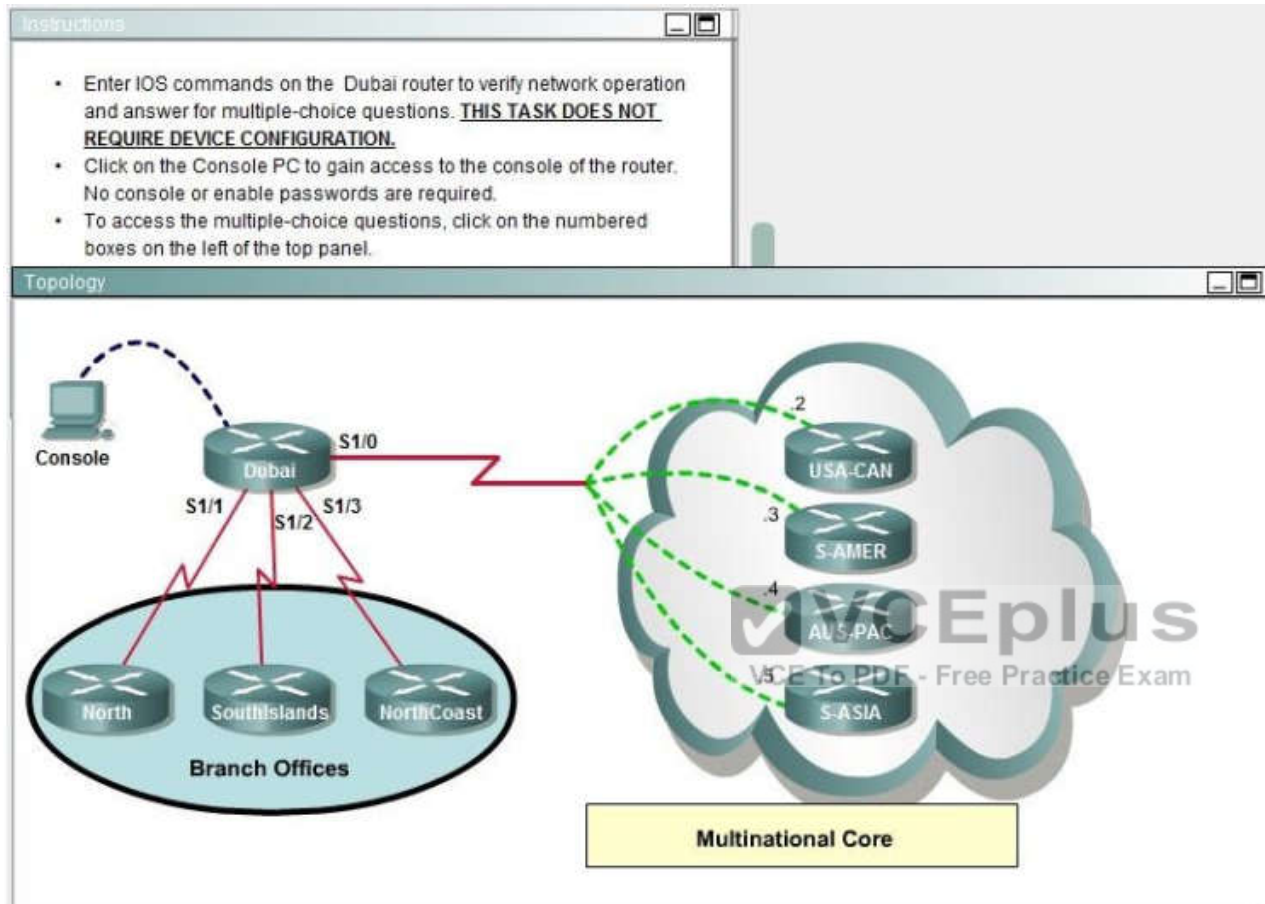 Instructions
• Enter IOS commands on the Dubai router to verify network operation
and answer for multiple-choice questions. THIS TASK DOES NOT
REQUIRE DEVICE CONFIGURATION.
• Click on the Console PC to gain access to the console of the router.
No console or enable passwords are required.
• To access the multiple-choice questions, click on the numbered
boxes on the left of the top panel.
Topology
Console
Dubai
S1/0
S1/1
S1/2
S1/3
North
SouthIslands
NorthCoast
Branch Offices
.2
USA-CAN
.3
S-AMER
.4
AUS-PAC
.5
S-ASIA
VCEplus
VCE To PDF - Free Practice Exam
Multinational Core